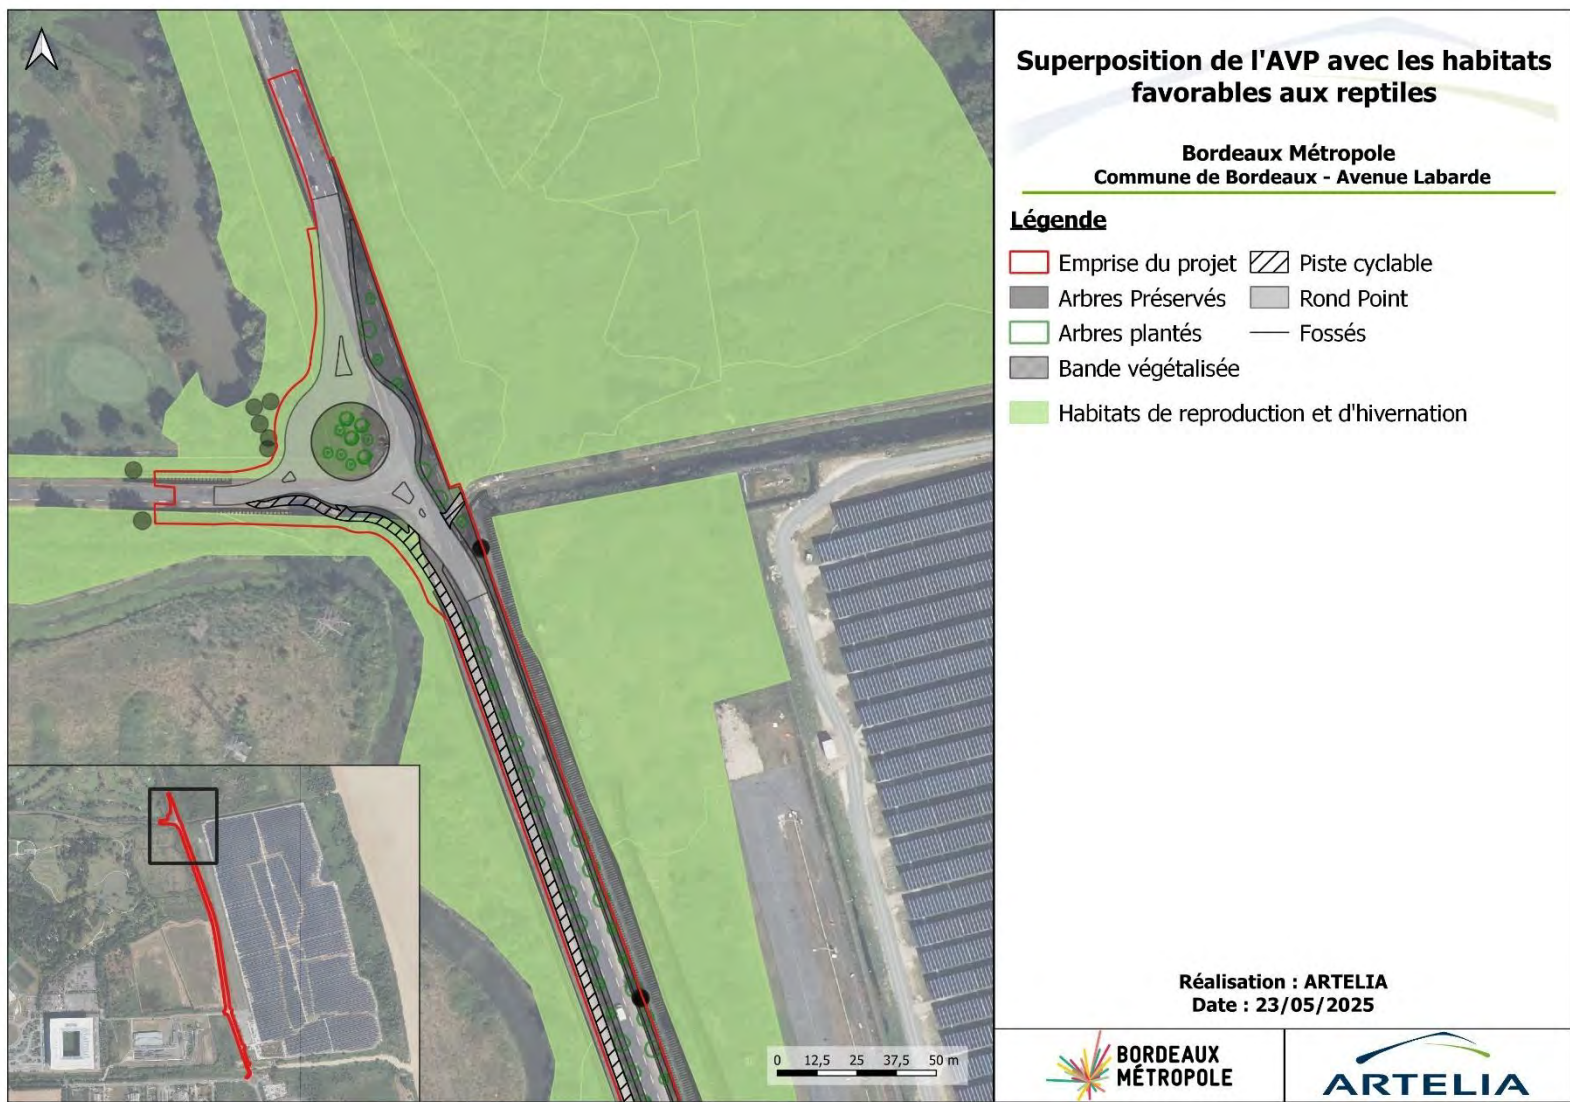 Superposition de l'AVP avec les habitats
favorables aux reptiles
Bordeaux Métropole
Commune de Bordeaux - Avenue Labarde
Légende
Emprise du projet
Piste cyclable
Arbres Préservés
Rond Point
Arbres plantés
Fossés
Bande végétalisée
Habitats de reproduction et d'hivernation
0 12,5 25 37,5 50 m
Réalisation : ARTELIA
Date : 23/05/2025
BORDEAUX
MÉTROPOLE
ARTELIA